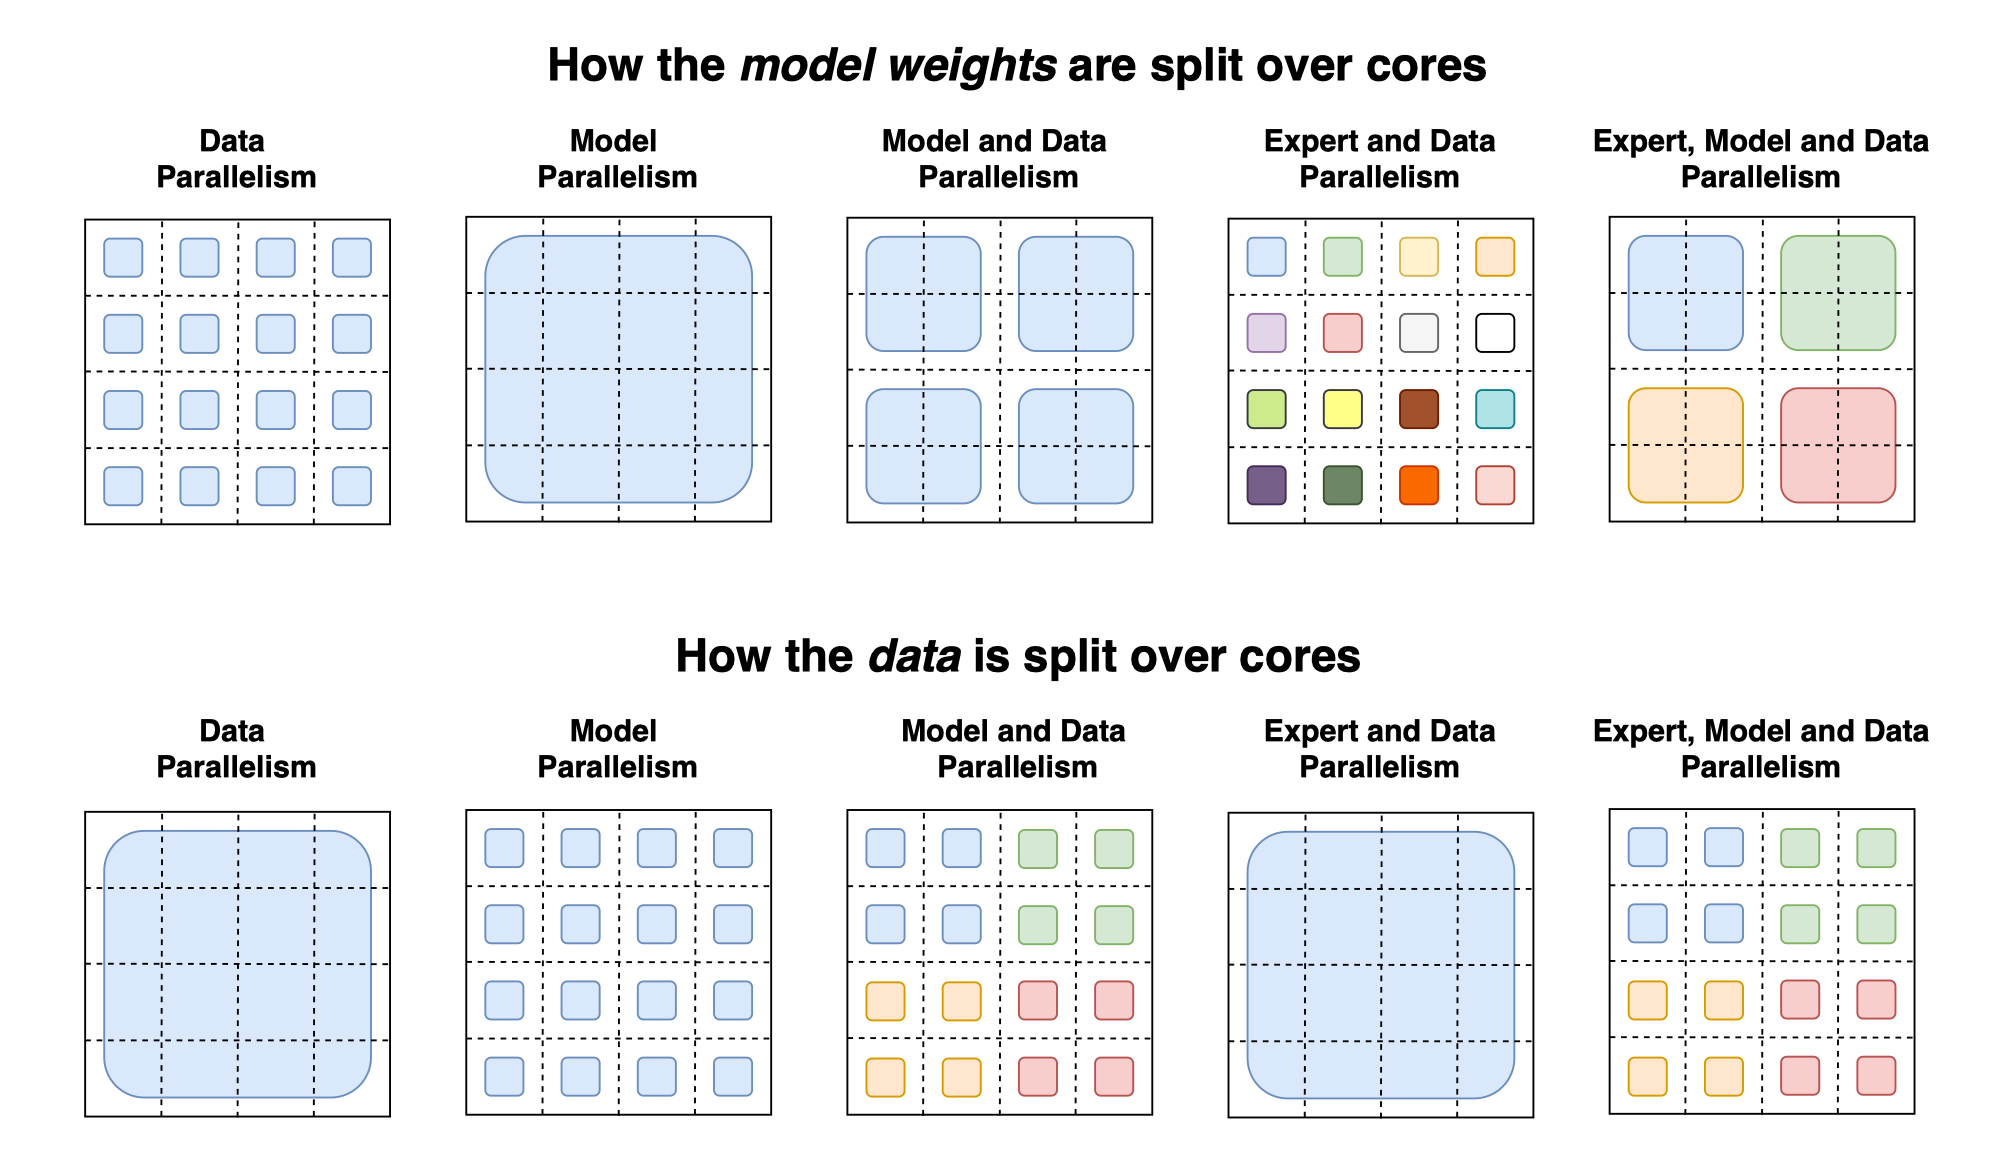 How the model weights are split over cores
Data
Parallelism
Model
Parallelism
Model and Data
Parallelism
Expert and Data
Parallelism
Expert, Model and Data
Parallelism
How the data is split over cores
Data
Parallelism
Model
Parallelism
Model and Data
Parallelism
Expert and Data
Parallelism
Expert, Model and Data
Parallelism